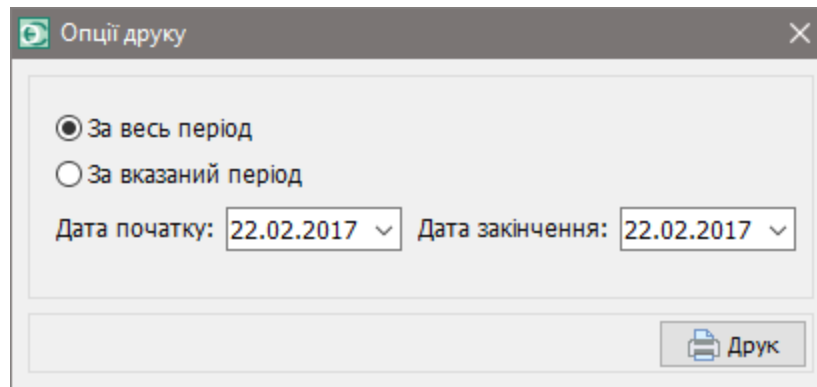 Опції друку
За весь період
За вказаний період
Дата початку: 22.02.2017 Дата закінчення: 22.02.2017
Друк